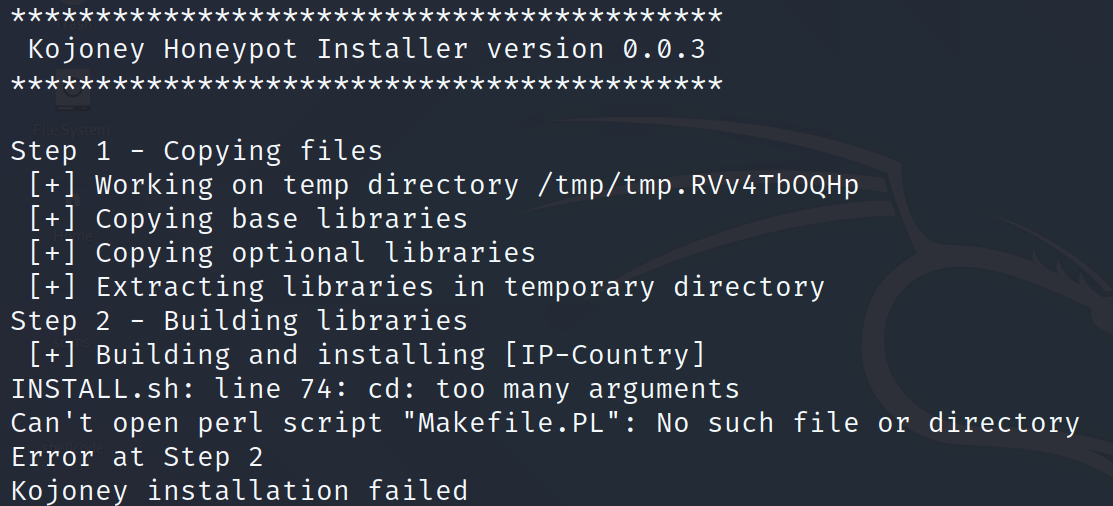 ******************************************
Kojoney Honeypot Installer version 0.0.3
******************************************
File System
Step 1 - Copying files
[+] Working on temp directory /tmp/tmp.RVv4TbOQHp
[+] Copying base libraries
[+] Copying optional libraries
[+] Extracting libraries in temporary directory
Step 2 - Building libraries
[+] Building and installing [IP-Country]
INSTALL.sh: line 74: cd: too many arguments
Can't open perl script "Makefile.PL": No such file or directory
Error at Step 2
Kojoney installation failed